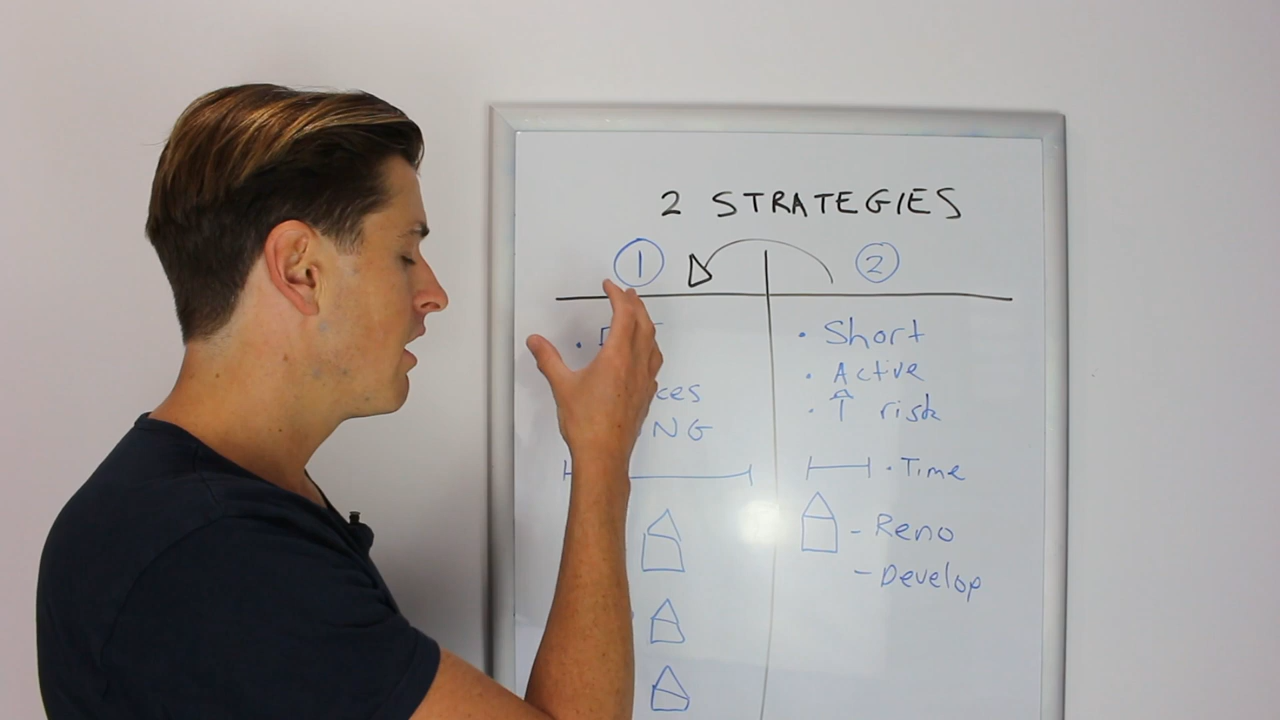 2 STRATEGIES
1
2
• Short
• Active
• ↑ risk
• Time
- Reno
- Develop